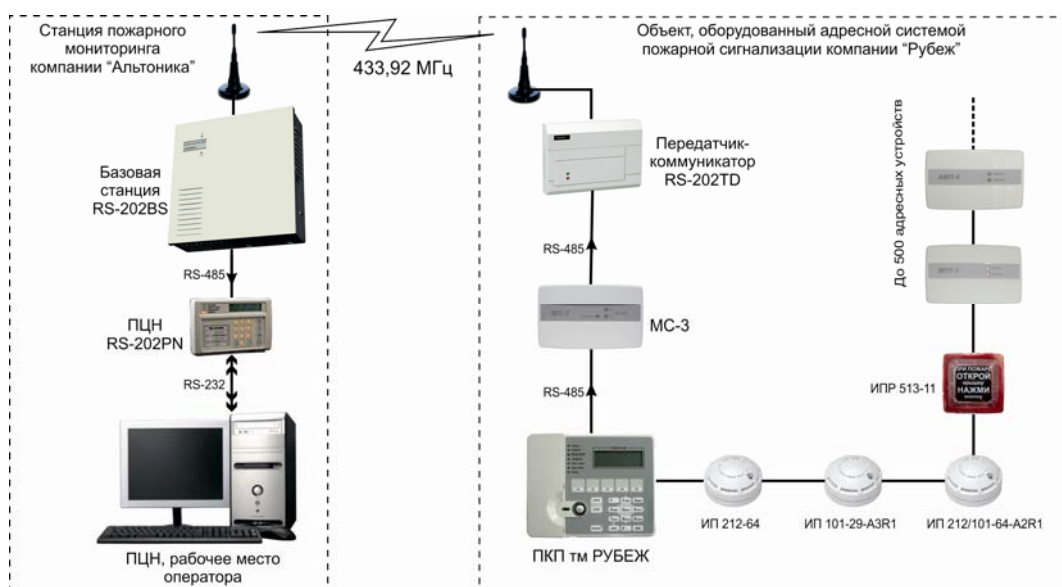 Станция пожарного
мониторинга
компании “Альтоника”
433,92 МГц
Объект, оборудованный адресной системой
пожарной сигнализации компании “Рубеж”
Базовая
станция
RS-202BS
RS-485
ПЦН
RS-202PN
RS-232
ПЦН, рабочее место
оператора
Передатчик-
коммуникатор
RS-202TD
RS-485
МС-3
RS-485
ПКП тм РУБЕЖ
ИП 212-64
ИП 101-29-A3R1
ИП 212/101-64-A2R1
До 500 адресных устройств
АМП-4
ИПР 513-11
ПРИ ПОЖАРЕ
ОТКРОЙ
НАЖМИ